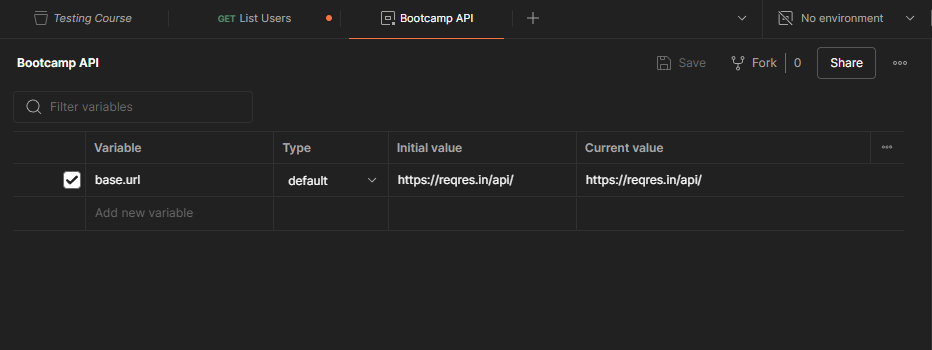 Testing Course GET List Users Bootcamp API No environment
Bootcamp API Save Fork 0 Share
Filter variables
Variable Type Initial value Current value
base.url default https://reqres.in/api/ https://reqres.in/api/
Add new variable